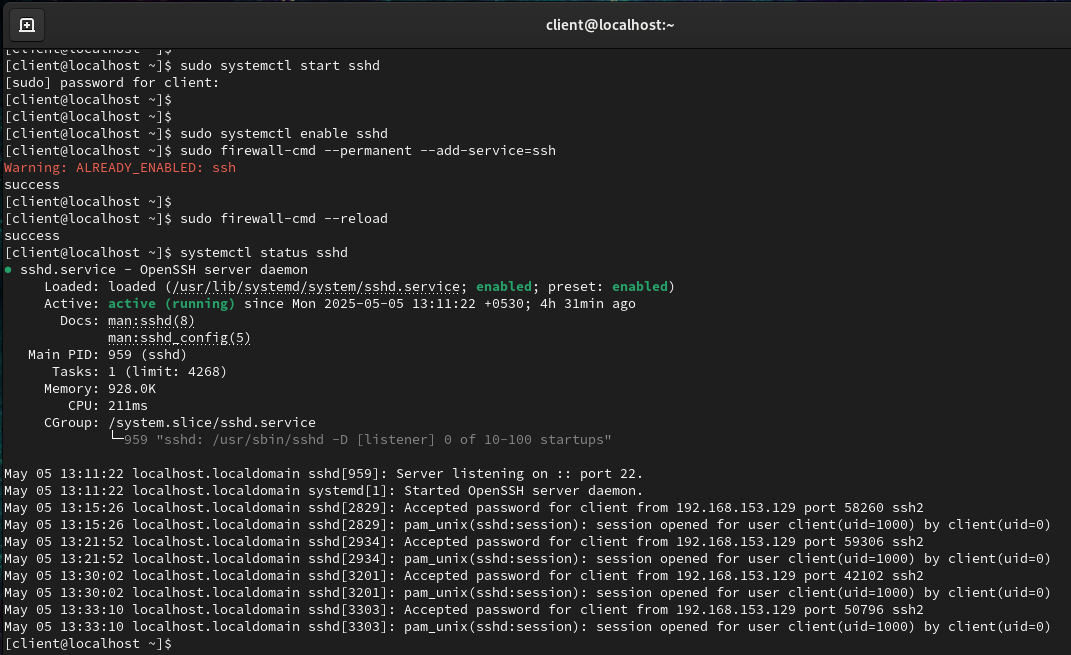 client@localhost:~
[client@localhost ~]$
[client@localhost ~]$ sudo systemctl start sshd
[sudo] password for client:
[client@localhost ~]$
[client@localhost ~]$
[client@localhost ~]$ sudo systemctl enable sshd
[client@localhost ~]$ sudo firewall-cmd --permanent --add-service=ssh
Warning: ALREADY_ENABLED: ssh
success
[client@localhost ~]$
[client@localhost ~]$ sudo firewall-cmd --reload
success
[client@localhost ~]$ systemctl status sshd
● sshd.service - OpenSSH server daemon
     Loaded: loaded (/usr/lib/systemd/system/sshd.service; enabled; preset: enabled)
     Active: active (running) since Mon 2025-05-05 13:11:22 +0530; 4h 31min ago
       Docs: man:sshd(8)
             man:sshd_config(5)
   Main PID: 959 (sshd)
      Tasks: 1 (limit: 4268)
     Memory: 928.0K
        CPU: 211ms
     CGroup: /system.slice/sshd.service
             └─959 "sshd: /usr/sbin/sshd -D [listener] 0 of 10-100 startups"
May 05 13:11:22 localhost.localdomain sshd[959]: Server listening on :: port 22.
May 05 13:11:22 localhost.localdomain systemd[1]: Started OpenSSH server daemon.
May 05 13:15:26 localhost.localdomain sshd[2829]: Accepted password for client from 192.168.153.129 port 58260 ssh2
May 05 13:15:26 localhost.localdomain sshd[2829]: pam_unix(sshd:session): session opened for user client(uid=1000) by client(uid=0)
May 05 13:21:52 localhost.localdomain sshd[2934]: Accepted password for client from 192.168.153.129 port 59306 ssh2
May 05 13:21:52 localhost.localdomain sshd[2934]: pam_unix(sshd:session): session opened for user client(uid=1000) by client(uid=0)
May 05 13:30:02 localhost.localdomain sshd[3201]: Accepted password for client from 192.168.153.129 port 42102 ssh2
May 05 13:30:02 localhost.localdomain sshd[3201]: pam_unix(sshd:session): session opened for user client(uid=1000) by client(uid=0)
May 05 13:33:10 localhost.localdomain sshd[3303]: Accepted password for client from 192.168.153.129 port 50796 ssh2
May 05 13:33:10 localhost.localdomain sshd[3303]: pam_unix(sshd:session): session opened for user client(uid=1000) by client(uid=0)
[client@localhost ~]$